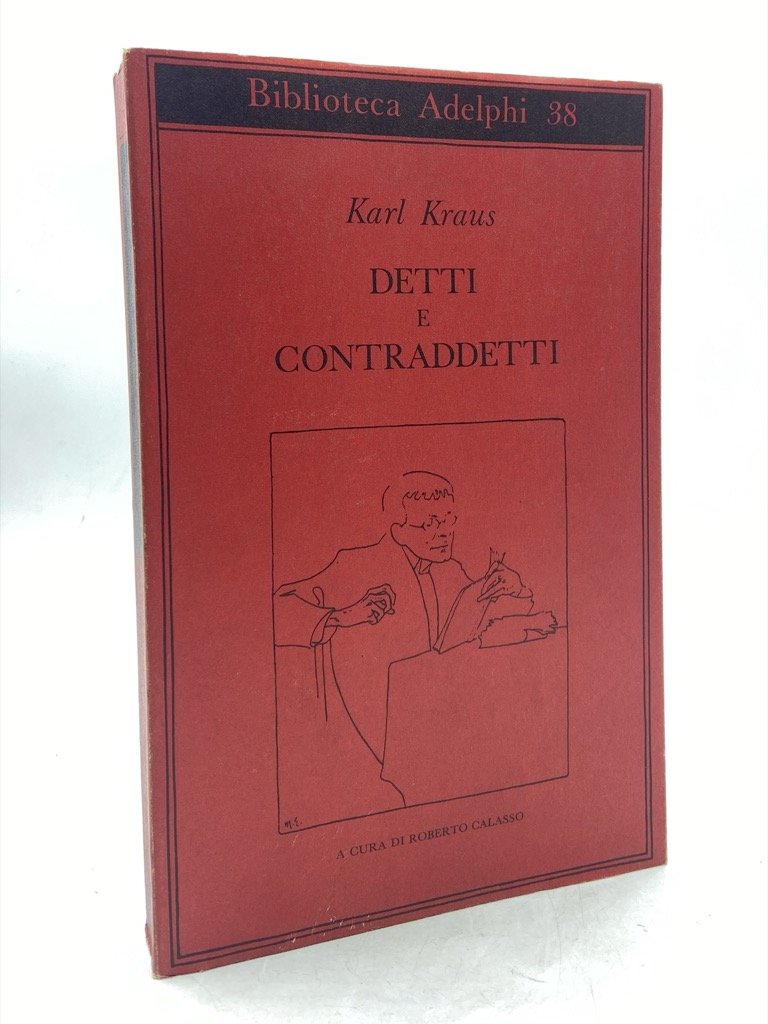 Biblioteca Adelphi 38
Karl Kraus
DETTI
E
CONTRADDETTI
M.E.
A CURA DI ROBERTO CALASSO